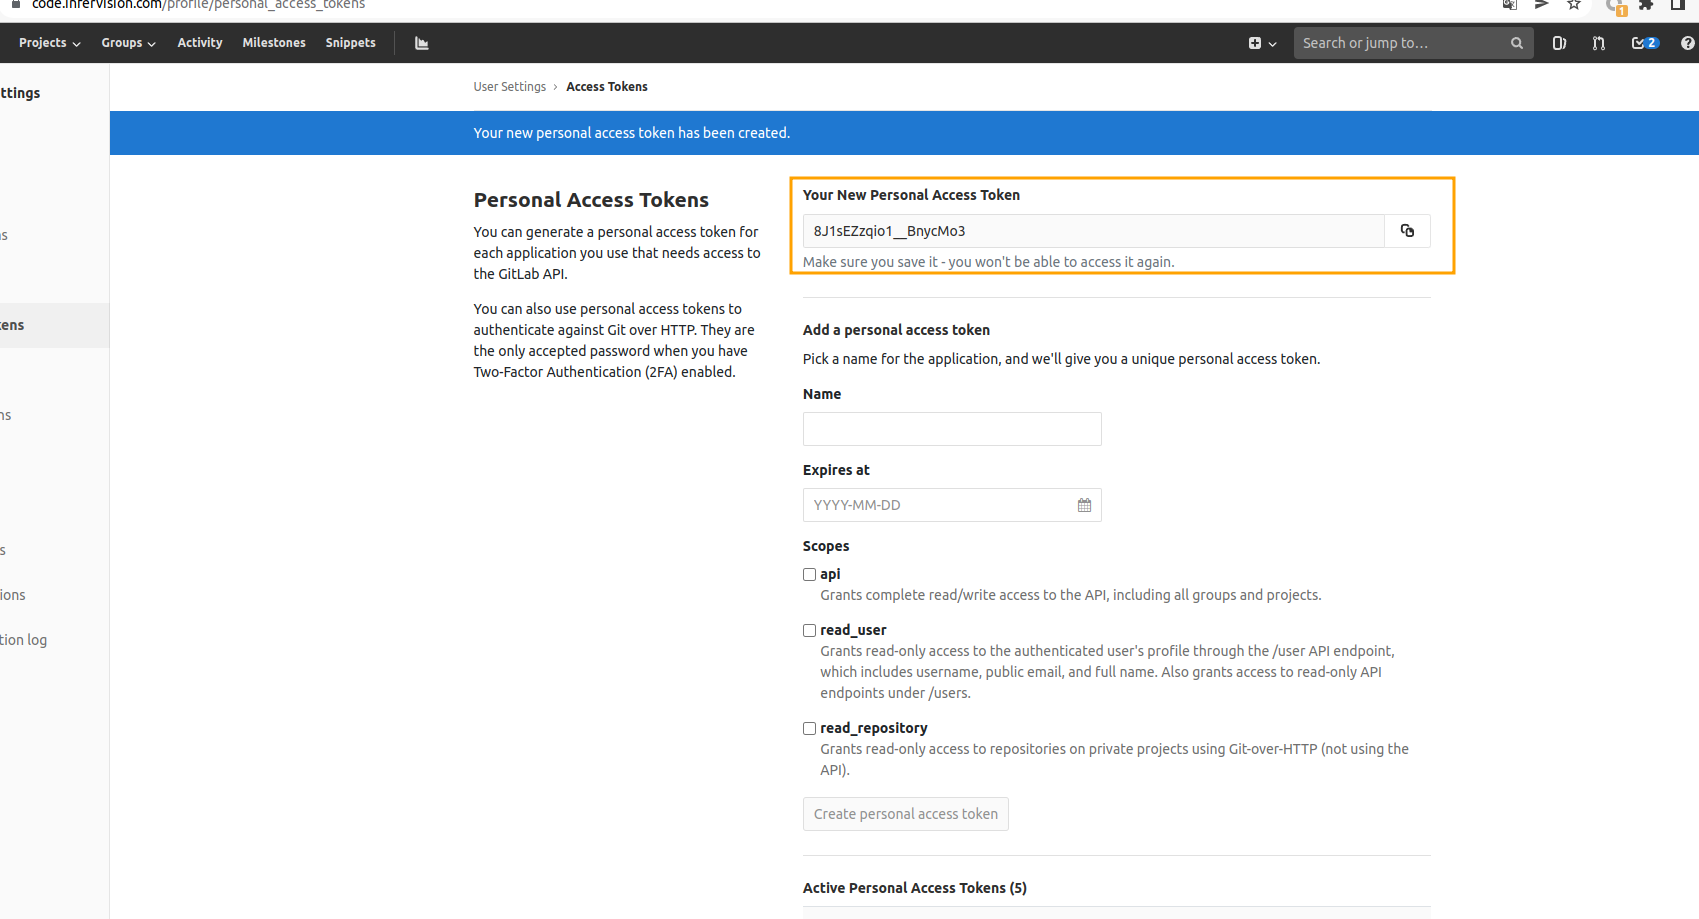 code.infervision.com/profile/personal_access_tokens
1
Projects Groups Activity Milestones Snippets Search or jump to... 2
ttings
User Settings › Access Tokens
Your new personal access token has been created.
Personal Access Tokens
You can generate a personal access token for
each application you use that needs access to
the GitLab API.
You can also use personal access tokens to
authenticate against Git over HTTP. They are
the only accepted password when you have
Two-Factor Authentication (2FA) enabled.
Your New Personal Access Token
8J1sEZzqio1__BnycMo3
Make sure you save it - you won't be able to access it again.
Add a personal access token
Pick a name for the application, and we'll give you a unique personal access token.
Name
Expires at
YYYY-MM-DD
Scopes
api
Grants complete read/write access to the API, including all groups and projects.
read_user
Grants read-only access to the authenticated user's profile through the /user API endpoint,
which includes username, public email, and full name. Also grants access to read-only API
endpoints under /users.
read_repository
Grants read-only access to repositories on private projects using Git-over-HTTP (not using the
API).
Create personal access token
Active Personal Access Tokens (5)
s
kens
ns
s
ions
tion log